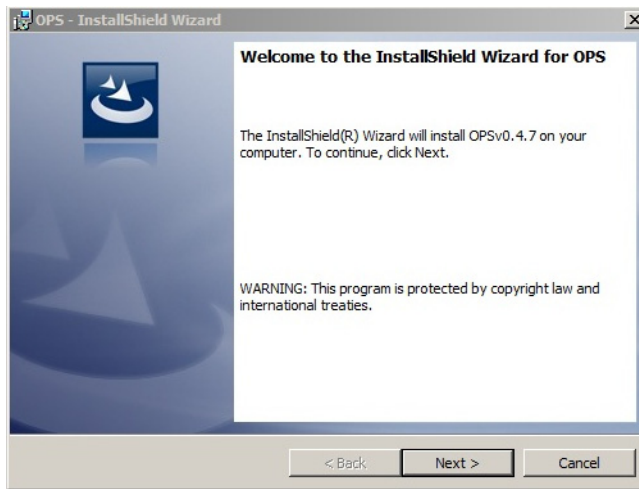 OPS - InstallShield Wizard
Welcome to the InstallShield Wizard for OPS
The InstallShield(R) Wizard will install OPSv0.4.7 on your
computer. To continue, click Next.
WARNING: This program is protected by copyright law and
international treaties.
< Back
Next >
Cancel